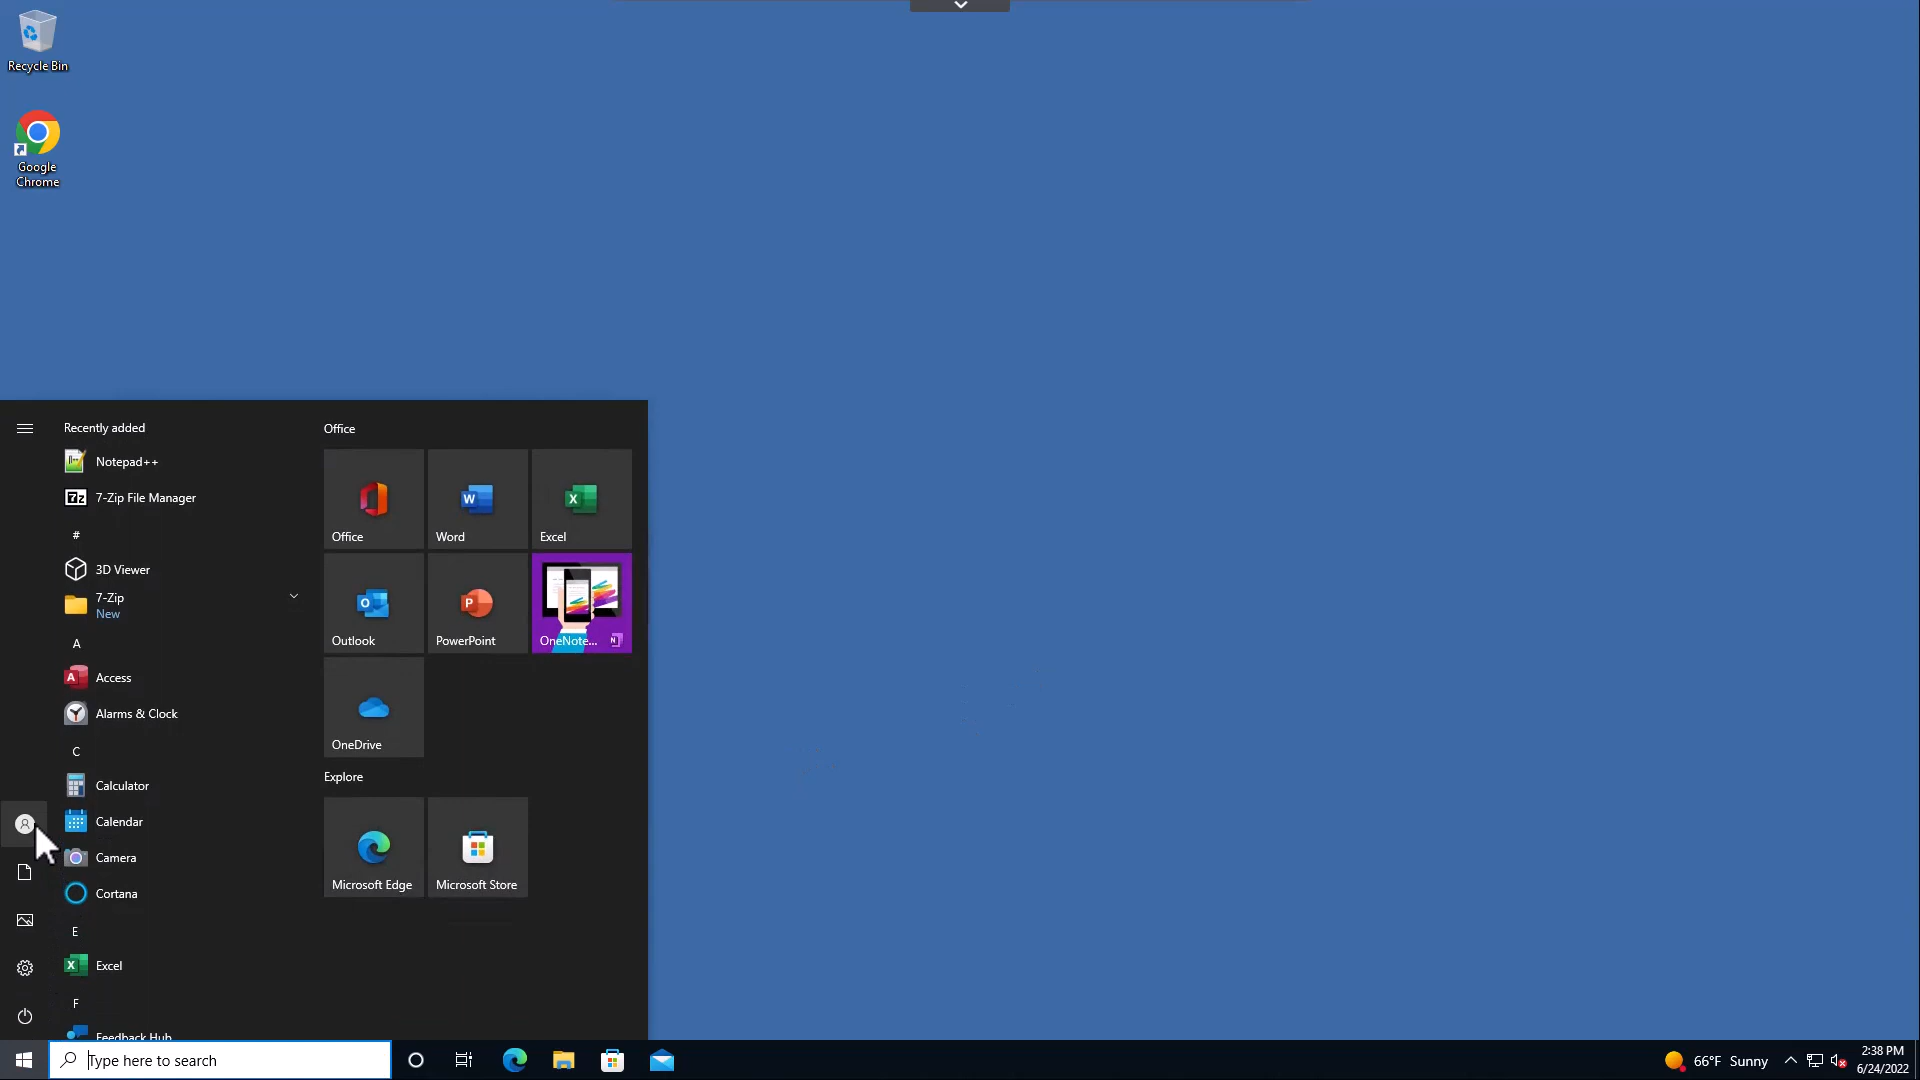 Recycle Bin
Google
Chrome
Recently added
Notepad++
7-Zip File Manager
#
3D Viewer
7-Zip
New
A
Access
Alarms & Clock
C
Calculator
Calendar
Camera
Cortana
E
Excel
F
Feedback Hub
Office
Office
Word
Excel
Outlook
PowerPoint
OneNote...
OneDrive
Explore
Microsoft Edge
Microsoft Store
Type here to search
66°F Sunny
2:38 PM
6/24/2022